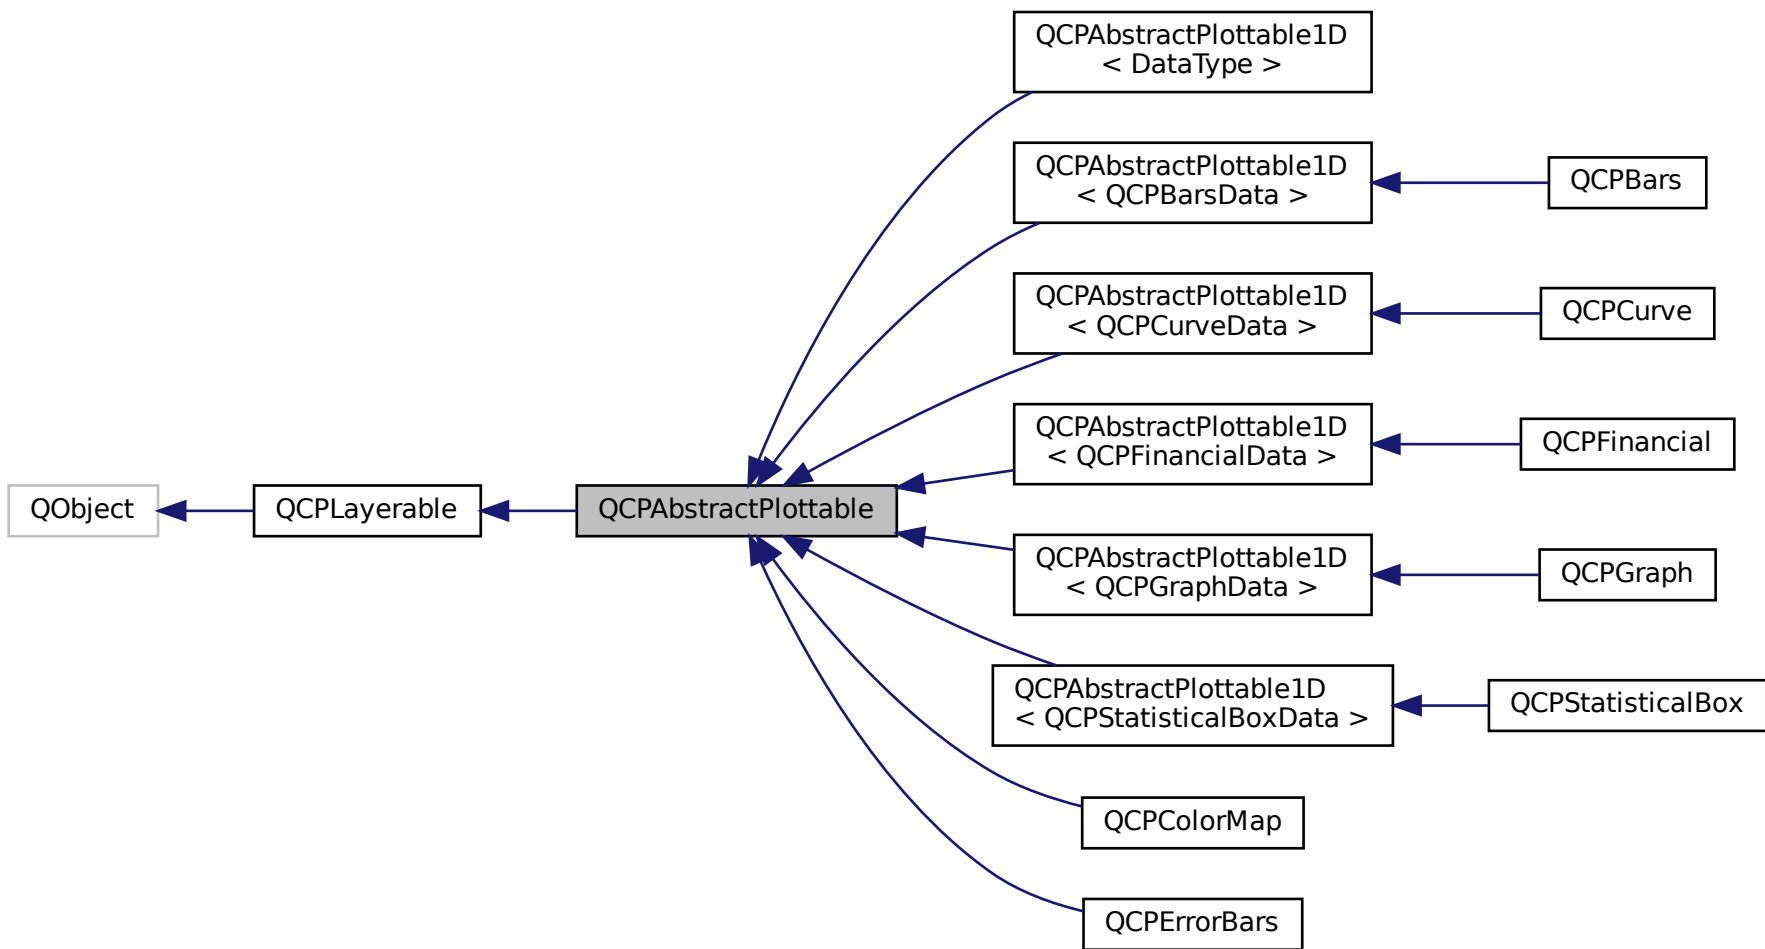 QCPAbstractPlottable1D
< DataType >
QCPAbstractPlottable1D
< QCPBarsData >
QCPBars
QCPAbstractPlottable1D
< QCPCurveData >
QCPCurve
QCPAbstractPlottable1D
< QCPFinancialData >
QCPFinancial
QObject
QCPLayerable
QCPAbstractPlottable
QCPAbstractPlottable1D
< QCPGraphData >
QCPGraph
QCPAbstractPlottable1D
< QCPStatisticalBoxData >
QCPStatisticalBox
QCPColorMap
QCPErrorBars